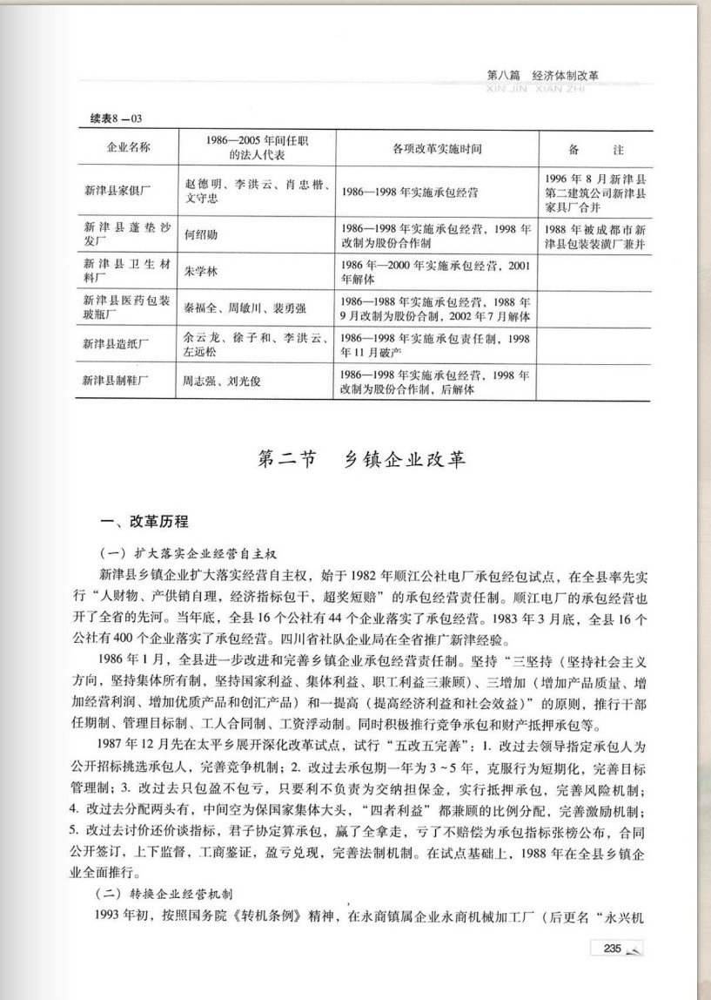 第八篇 经济体制改革
XIN JIN XIAN ZHI
续表8—03
企业名称
1986—2005 年间任职
的法人代表
各项改革实施时间
备 注
新津县家俱厂
赵德明、李洪云、肖忠楷、
文守忠
1986—1998 年实施承包经营
1996 年 8 月新津县
第二建筑公司新津县
家具厂合并
新津县蓬垫沙
发厂
何绍勋
1986—1998 年实施承包经营，1998 年
改制为股份合作制
1988 年被成都市新
津县包装装潢厂兼并
新津县卫生材
料厂
朱学林
1986 年—2000 年实施承包经营，2001
年解体
新津县医药包装
玻瓶厂
秦福全、周敏川、裴勇强
1986—1988 年实施承包经营，1988 年
9 月改制为股份合制，2002 年 7 月解体
新津县造纸厂
余云龙、徐子和、李洪云、
左远松
1986—1998 年实施承包责任制，1998
年 11 月破产
新津县制鞋厂
周志强、刘光俊
1986—1998 年实施承包经营，1998 年
改制为股份合作制，后解体
第二节 乡镇企业改革
一、改革历程
（一）扩大落实企业经营自主权
新津县乡镇企业扩大落实经营自主权，始于 1982 年顺江公社电厂承包经包试点，在全县率先实
行“人财物、产供销自理，经济指标包干，超奖短赔”的承包经营责任制。顺江电厂的承包经营也
开了全省的先河。当年底，全县 16 个公社有 44 个企业落实了承包经营。1983 年 3 月底，全县 16 个
公社有 400 个企业落实了承包经营。四川省社队企业局在全省推广新津经验。
1986 年 1 月，全县进一步改进和完善乡镇企业承包经营责任制。坚持“三坚持（坚持社会主义
方向，坚持集体所有制，坚持国家利益、集体利益、职工利益三兼顾）、三增加（增加产品质量、增
加经营利润、增加优质产品和创汇产品）和一提高（提高经济利益和社会效益）”的原则，推行干部
任期制、管理目标制、工人合同制、工资浮动制。同时积极推行竞争承包和财产抵押承包等。
1987 年 12 月先在太平乡展开深化改革试点，试行“五改五完善”：1. 改过去领导指定承包人为
公开招标挑选承包人，完善竞争机制；2. 改过去承包期一年为 3 ~ 5 年，克服行为短期化，完善目标
管理制；3. 改过去只包盈不包亏，只要利不负责为交纳担保金，实行抵押承包，完善风险机制；
4. 改过去分配两头有，中间空为保国家集体大头，“四者利益”都兼顾的比例分配，完善激励机制；
5. 改过去讨价还价谈指标，君子协定算承包，赢了全拿走，亏了不赔偿为承包指标张榜公布，合同
公开签订，上下监督，工商鉴证，盈亏兑现，完善法制机制。在试点基础上，1988 年在全县乡镇企
业全面推行。
（二）转换企业经营机制
1993 年初，按照国务院《转机条例》精神，在永商镇属企业永商机械加工厂（后更名“永兴机
235